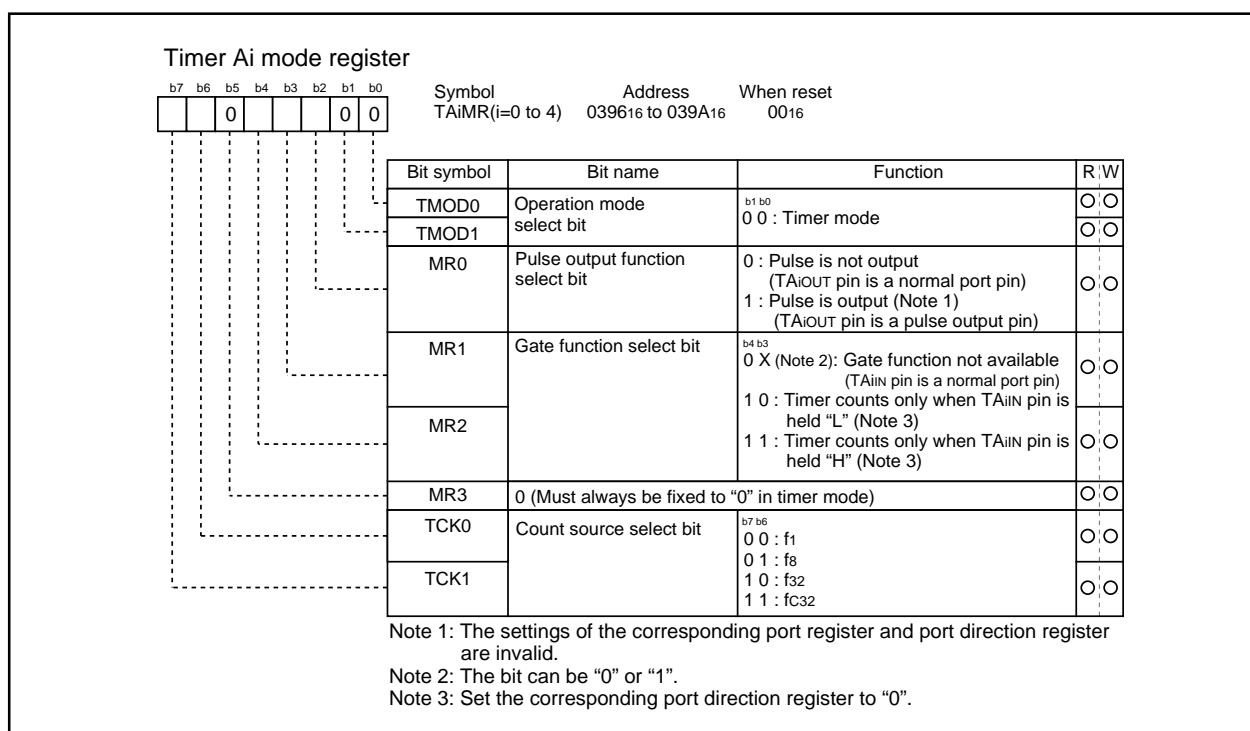 Timer Ai mode register
b7 b6 b5 b4 b3 b2 b1 b0
0 0 0
Symbol Address When reset
TAiMR(i=0 to 4) 039616 to 039A16 0016
Bit symbol Bit name Function R W
TMOD0 Operation mode select bit
TMOD1
b1 b0
0 0 : Timer mode
MR0 Pulse output function select bit
0 : Pulse is not output
(TAiOUT pin is a normal port pin)
1 : Pulse is output (Note 1)
(TAiOUT pin is a pulse output pin)
MR1 Gate function select bit
MR2
b4 b3
0 X (Note 2): Gate function not available
(TAiIN pin is a normal port pin)
1 0 : Timer counts only when TAiIN pin is
held “L” (Note 3)
1 1 : Timer counts only when TAiIN pin is
held “H” (Note 3)
MR3 0 (Must always be fixed to “0” in timer mode)
TCK0 Count source select bit
TCK1
b7 b6
0 0 : f1
0 1 : f8
1 0 : f32
1 1 : fC32
Note 1: The settings of the corresponding port register and port direction register
are invalid.
Note 2: The bit can be “0” or “1”.
Note 3: Set the corresponding port direction register to “0”.